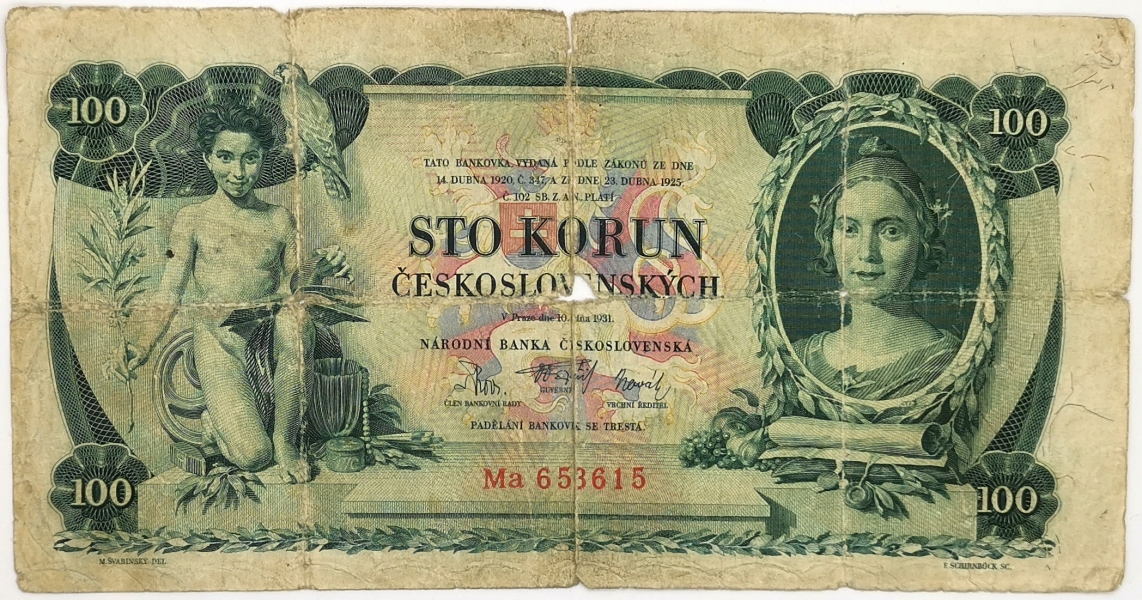 100
100
TATO BANKOVKA VYDANÁ PODLE ZÁKONŮ ZE DNE
14. DUBNA 1920, Č. 347, A ZE DNE 23. DUBNA 1925,
Č. 102 SB. Z. A N. PLATÍ
STO KORUN
ČESKOSLOVENSKÝCH
V Praze dne 10. ína 1931.
NÁRODNÍ BANKA ČESKOSLOVENSKÁ
ČLEN BANKOVNÍ RADY
GUVERNÉR
VRCHNÍ ŘEDITEL
PADĚLÁNÍ BANKOVEK SE TRESTÁ.
Ma 653615
100
100
M. ŠVABINSKÝ DEL.
F. SCHIRNBÖCK SC.